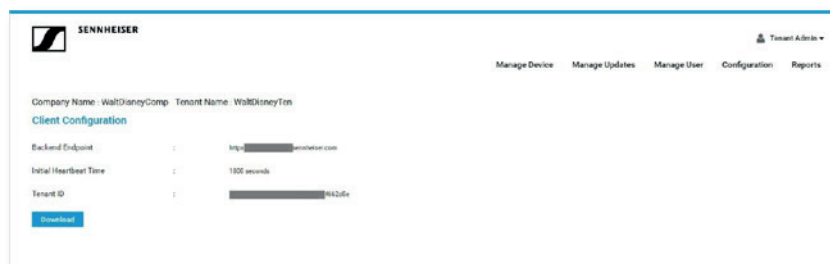 SENNHEISER
Tenant Admin
Manage Device Manage Updates Manage User Configuration Reports
Company Name : WaltDisneyComp Tenant Name : WaltDisneyTen
Client Configuration
Backend Endpoint : https sennheiser.com
Initial Heartbeat Time : 1800 seconds
Tenant ID :
Download